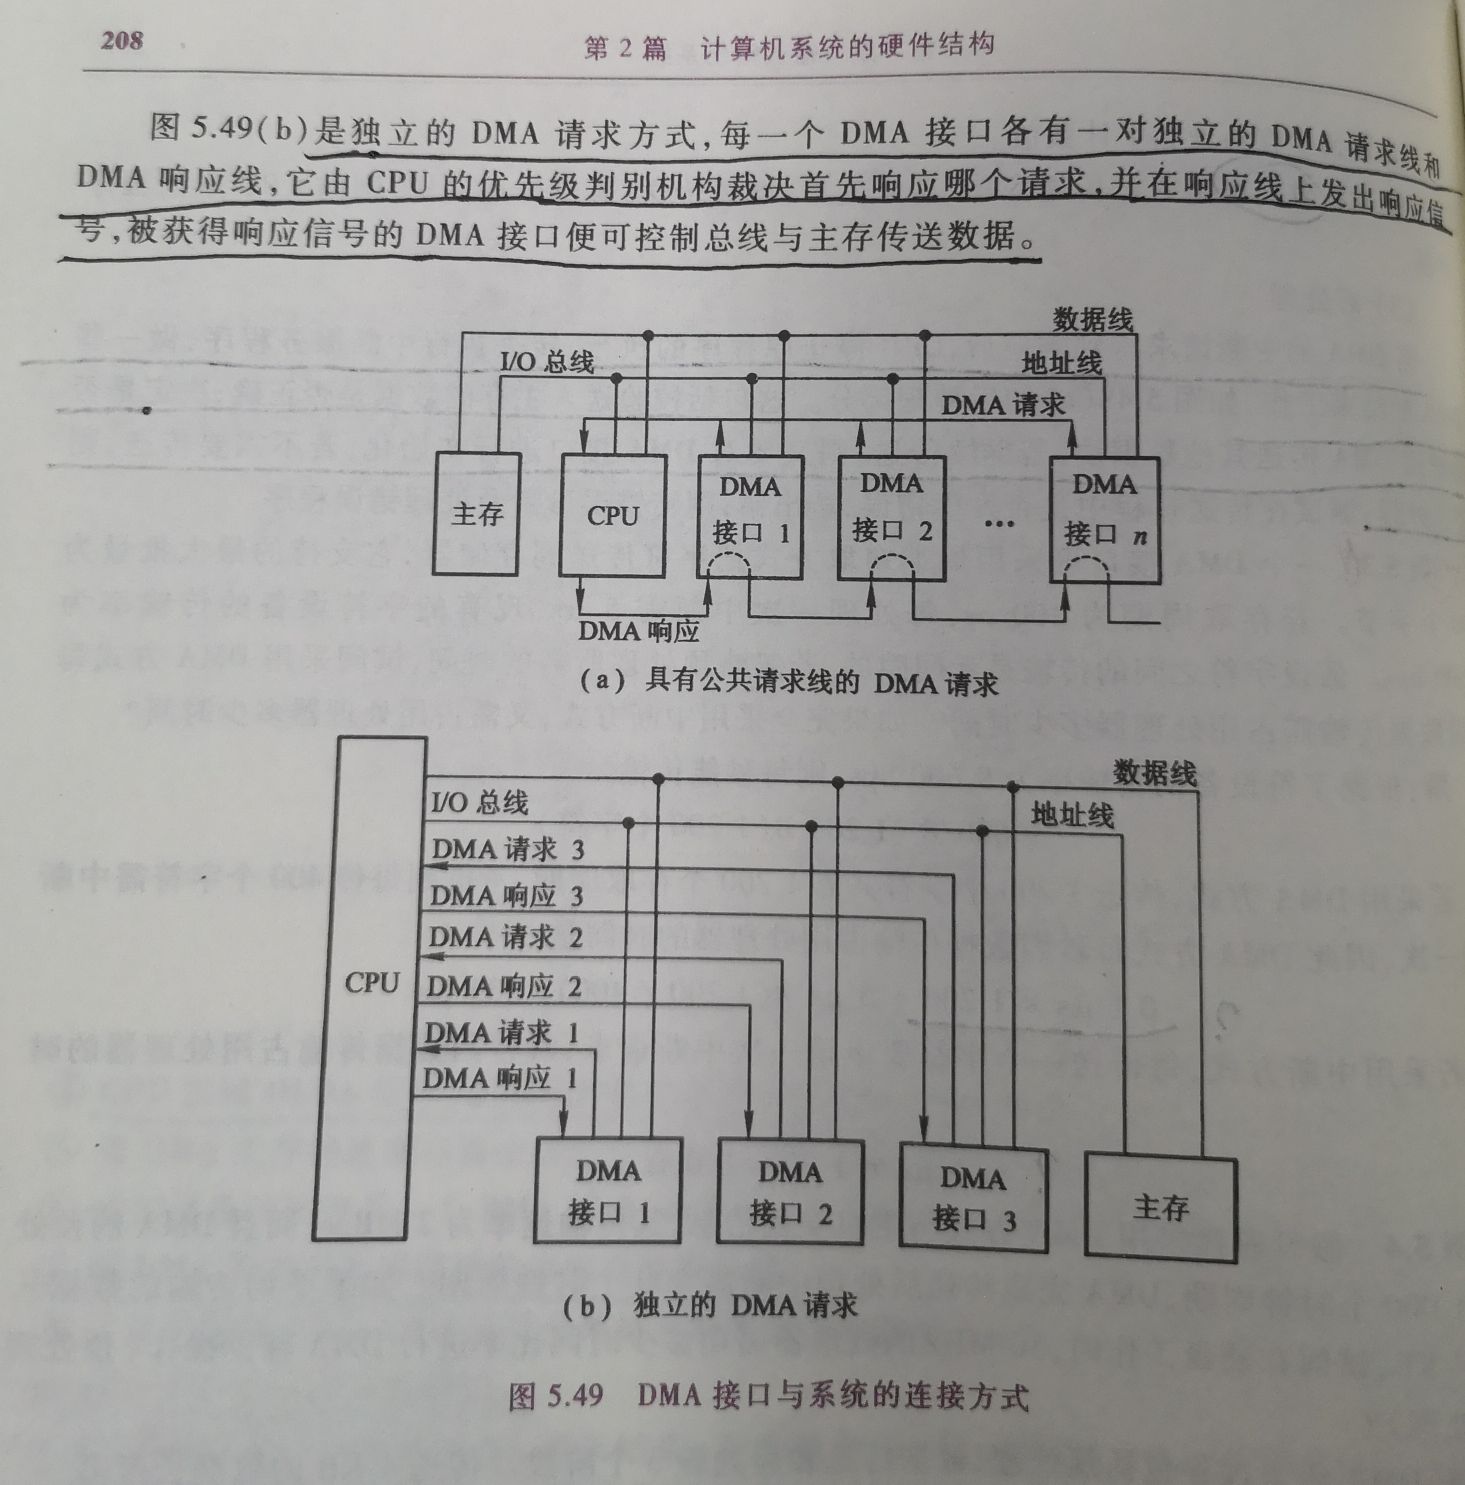 208
第2篇 计算机系统的硬件结构
图 5.49(b)是独立的 DMA 请求方式,每一个 DMA 接口各有一对独立的 DMA 请求线和
DMA 响应线,它由 CPU 的优先级判别机构裁决首先响应哪个请求,并在响应线上发出响应信
号,被获得响应信号的 DMA 接口便可控制总线与主存传送数据。
数据线
I/O 总线
地址线
DMA 请求
主存
CPU
DMA
接口 1
DMA
接口 2
…
DMA
接口 n
DMA 响应
(a) 具有公共请求线的 DMA 请求
数据线
I/O 总线
地址线
DMA 请求 3
DMA 响应 3
DMA 请求 2
CPU
DMA 响应 2
DMA 请求 1
DMA 响应 1
DMA
接口 1
DMA
接口 2
DMA
接口 3
主存
(b) 独立的 DMA 请求
图 5.49 DMA 接口与系统的连接方式